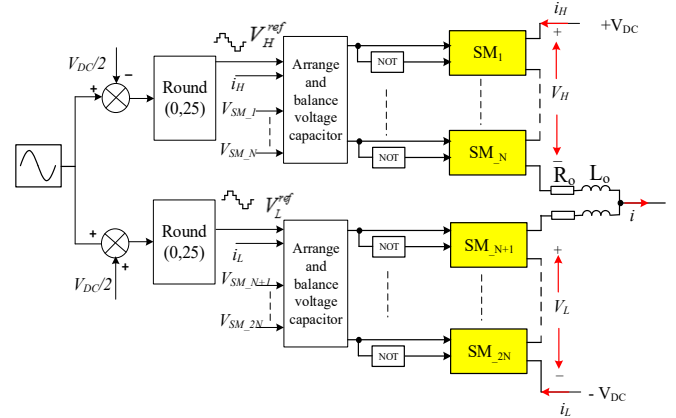 i_H
+V_DC
V_H^ref
V_DC/2
−
+
Round
(0,25)
i_H
V_SM_1
V_SM_N
Arrange
and
balance
voltage
capacitor
NOT
NOT
SM_1
SM_N
+
V_H
−
R_o
L_o
i
V_L^ref
+
+
V_DC/2
Round
(0,25)
i_L
V_SM_N+1
V_SM_2N
Arrange
and
balance
voltage
capacitor
NOT
NOT
SM_N+1
SM_2N
+
V_L
−
- V_DC
i_L